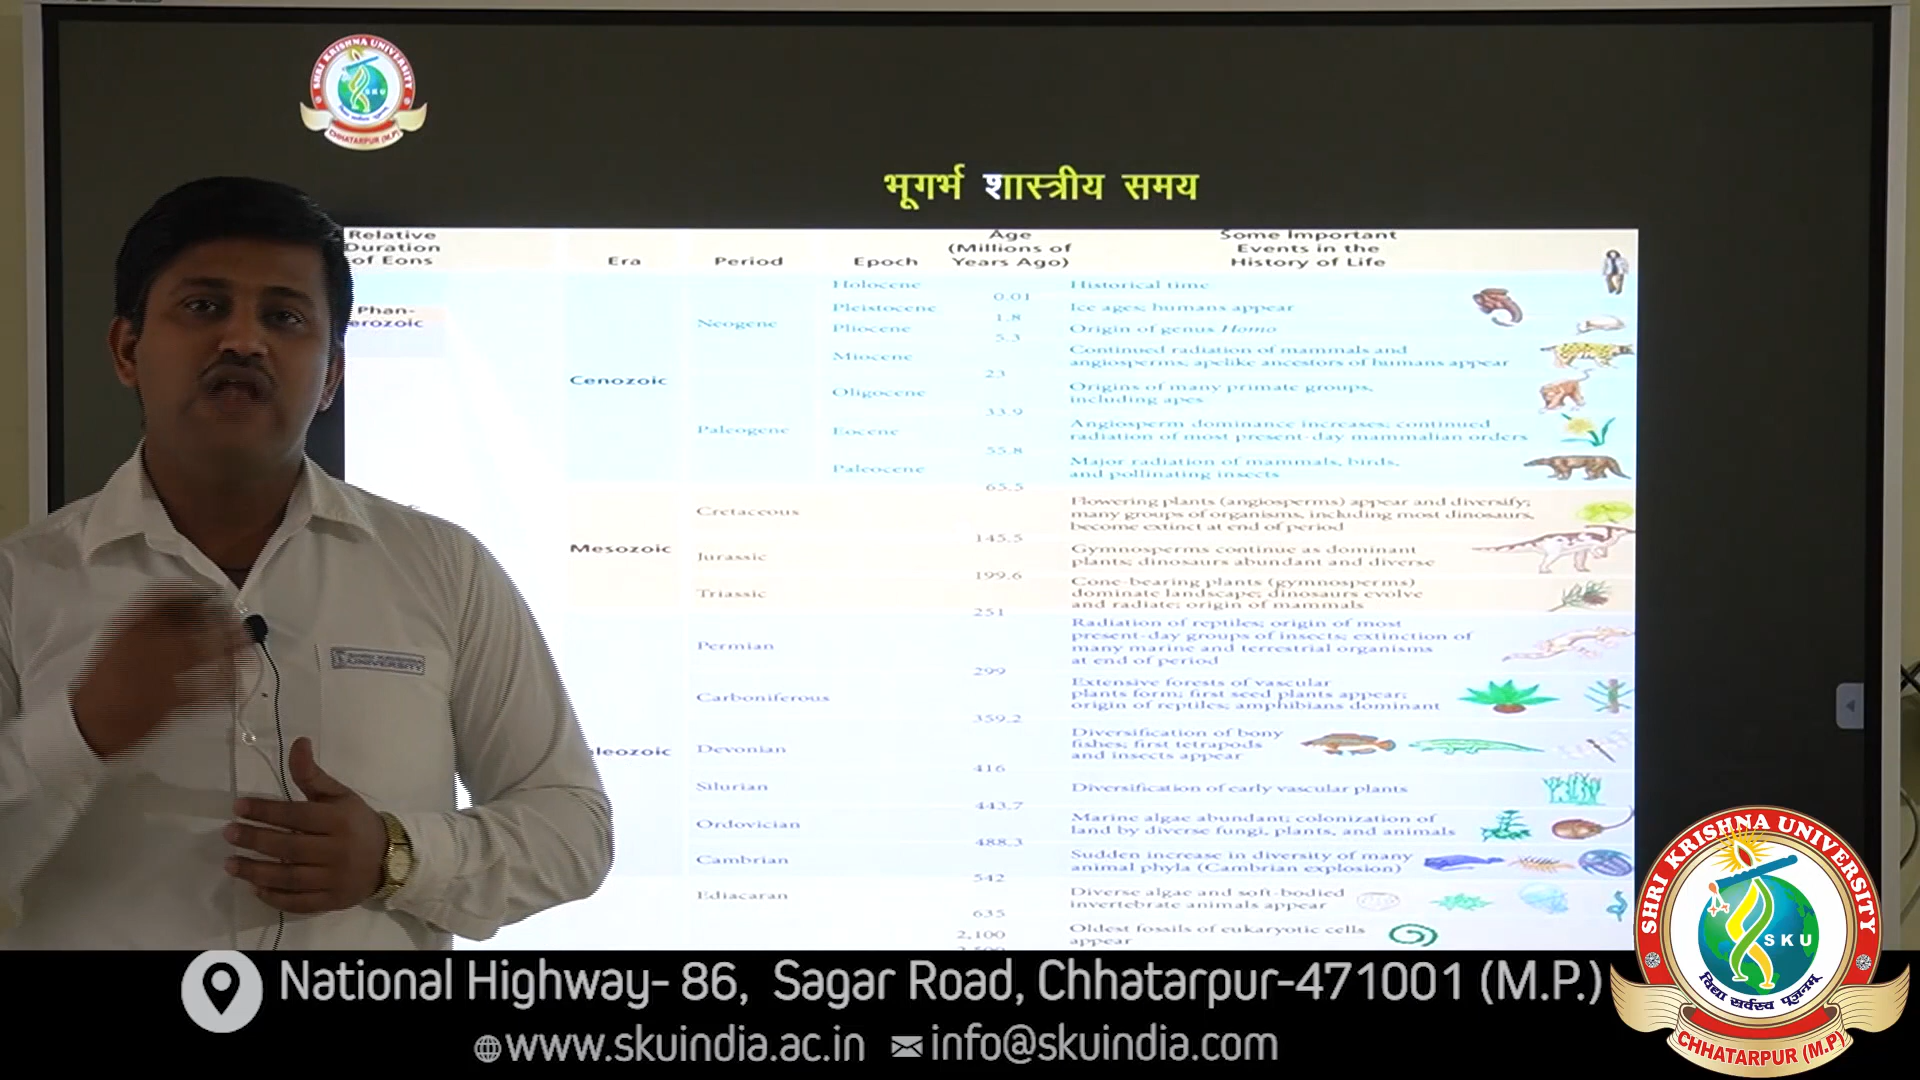 SHRI KRISHNA UNIVERSITY
SKU
CHHATARPUR (M.P)
भूगर्भ शास्त्रीय समय
Relative Duration of Eons
Era
Period
Epoch
Age (Millions of Years Ago)
Some Important Events in the History of Life
Phan-
erozoic
Cenozoic
Neogene
Holocene
Historical time
0.01
Pleistocene
Ice ages; humans appear
1.8
Pliocene
Origin of genus Homo
5.3
Miocene
Continued radiation of mammals and
angiosperms; apelike ancestors of humans appear
23
Oligocene
Origins of many primate groups,
including apes
33.9
Paleogene
Eocene
Angiosperm dominance increases; continued
radiation of most present-day mammalian orders
55.8
Paleocene
Major radiation of mammals, birds,
and pollinating insects
65.5
Mesozoic
Cretaceous
Flowering plants (angiosperms) appear and diversify;
many groups of organisms, including most dinosaurs,
become extinct at end of period
145.5
Jurassic
Gymnosperms continue as dominant
plants; dinosaurs abundant and diverse
199.6
Triassic
Cone-bearing plants (gymnosperms)
dominate landscape; dinosaurs evolve
and radiate; origin of mammals
251
leozoic
Permian
Radiation of reptiles; origin of most
present-day groups of insects; extinction of
many marine and terrestrial organisms
at end of period
299
Carboniferous
Extensive forests of vascular
plants form; first seed plants appear;
origin of reptiles; amphibians dominant
359.2
Devonian
Diversification of bony
fishes; first tetrapods
and insects appear
416
Silurian
Diversification of early vascular plants
443.7
Ordovician
Marine algae abundant; colonization of
land by diverse fungi, plants, and animals
488.3
Cambrian
Sudden increase in diversity of many
animal phyla (Cambrian explosion)
542
Ediacaran
Diverse algae and soft-bodied
invertebrate animals appear
635
2,100
Oldest fossils of eukaryotic cells
appear
UNIVERSITY
National Highway- 86, Sagar Road, Chhatarpur-471001 (M.P.)
www.skuindia.ac.in info@skuindia.com
SHRI KRISHNA UNIVERSITY
SKU
विद्या सर्वस्व पूजनम्
CHHATARPUR (M.P)